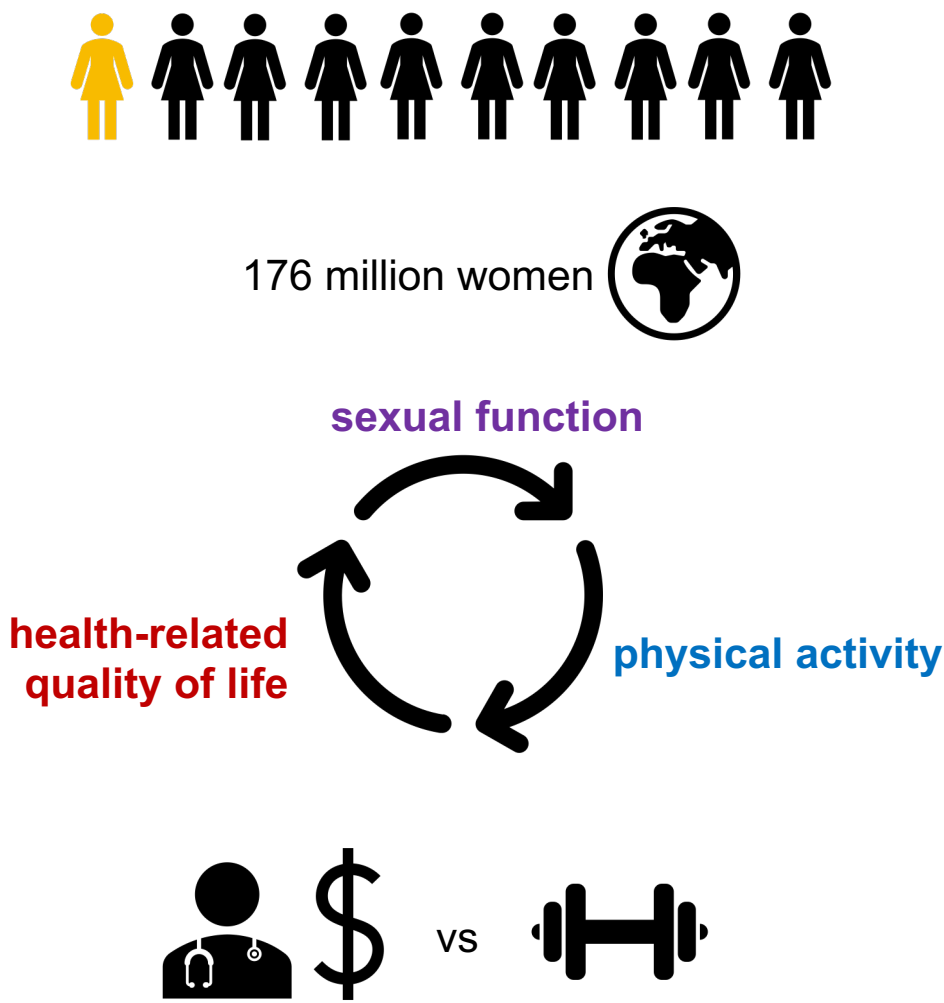 176 million women
sexual function
health-related
quality of life
physical activity
$
vs